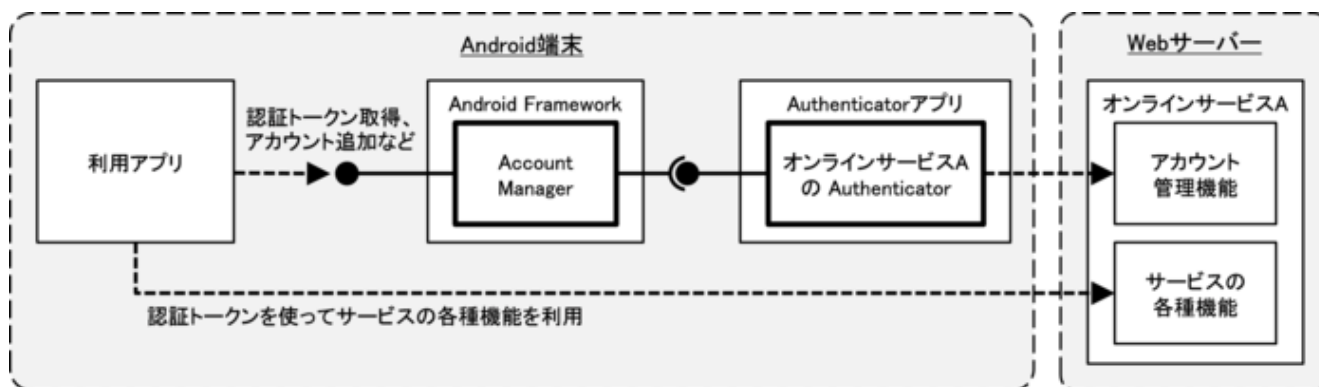 Android端末
Webサーバー
利用アプリ
認証トークン取得、
アカウント追加など
Android Framework
Account
Manager
Authenticatorアプリ
オンラインサービスA
の Authenticator
オンラインサービスA
アカウント
管理機能
サービスの
各種機能
認証トークンを使ってサービスの各種機能を利用